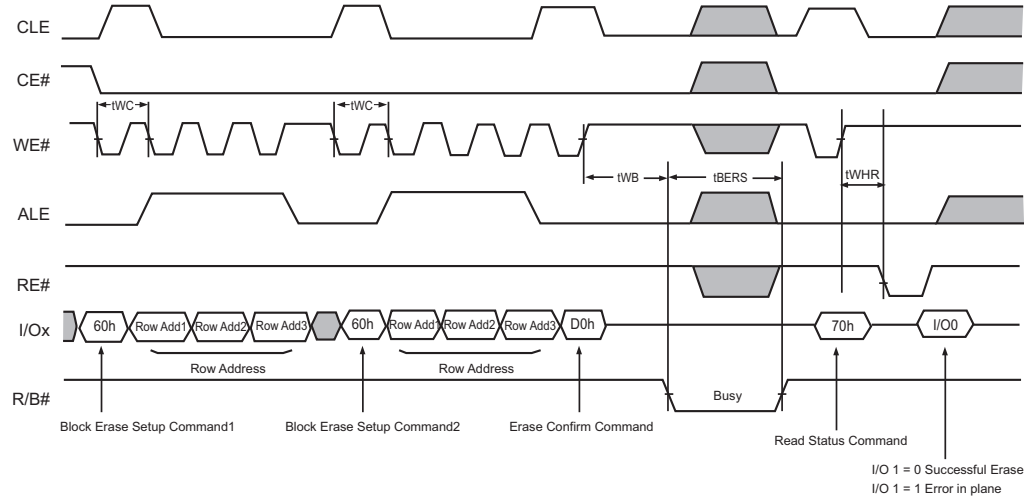 CLE
CE#
tWC
tWC
WE#
tWB
tBERS
tWHR
ALE
RE#
I/Ox
60h
Row Add1
Row Add2
Row Add3
60h
Row Add1
Row Add2
Row Add3
D0h
70h
I/O0
Row Address
Row Address
R/B#
Busy
Block Erase Setup Command1
Block Erase Setup Command2
Erase Confirm Command
Read Status Command
I/O 1 = 0 Successful Erase
I/O 1 = 1 Error in plane